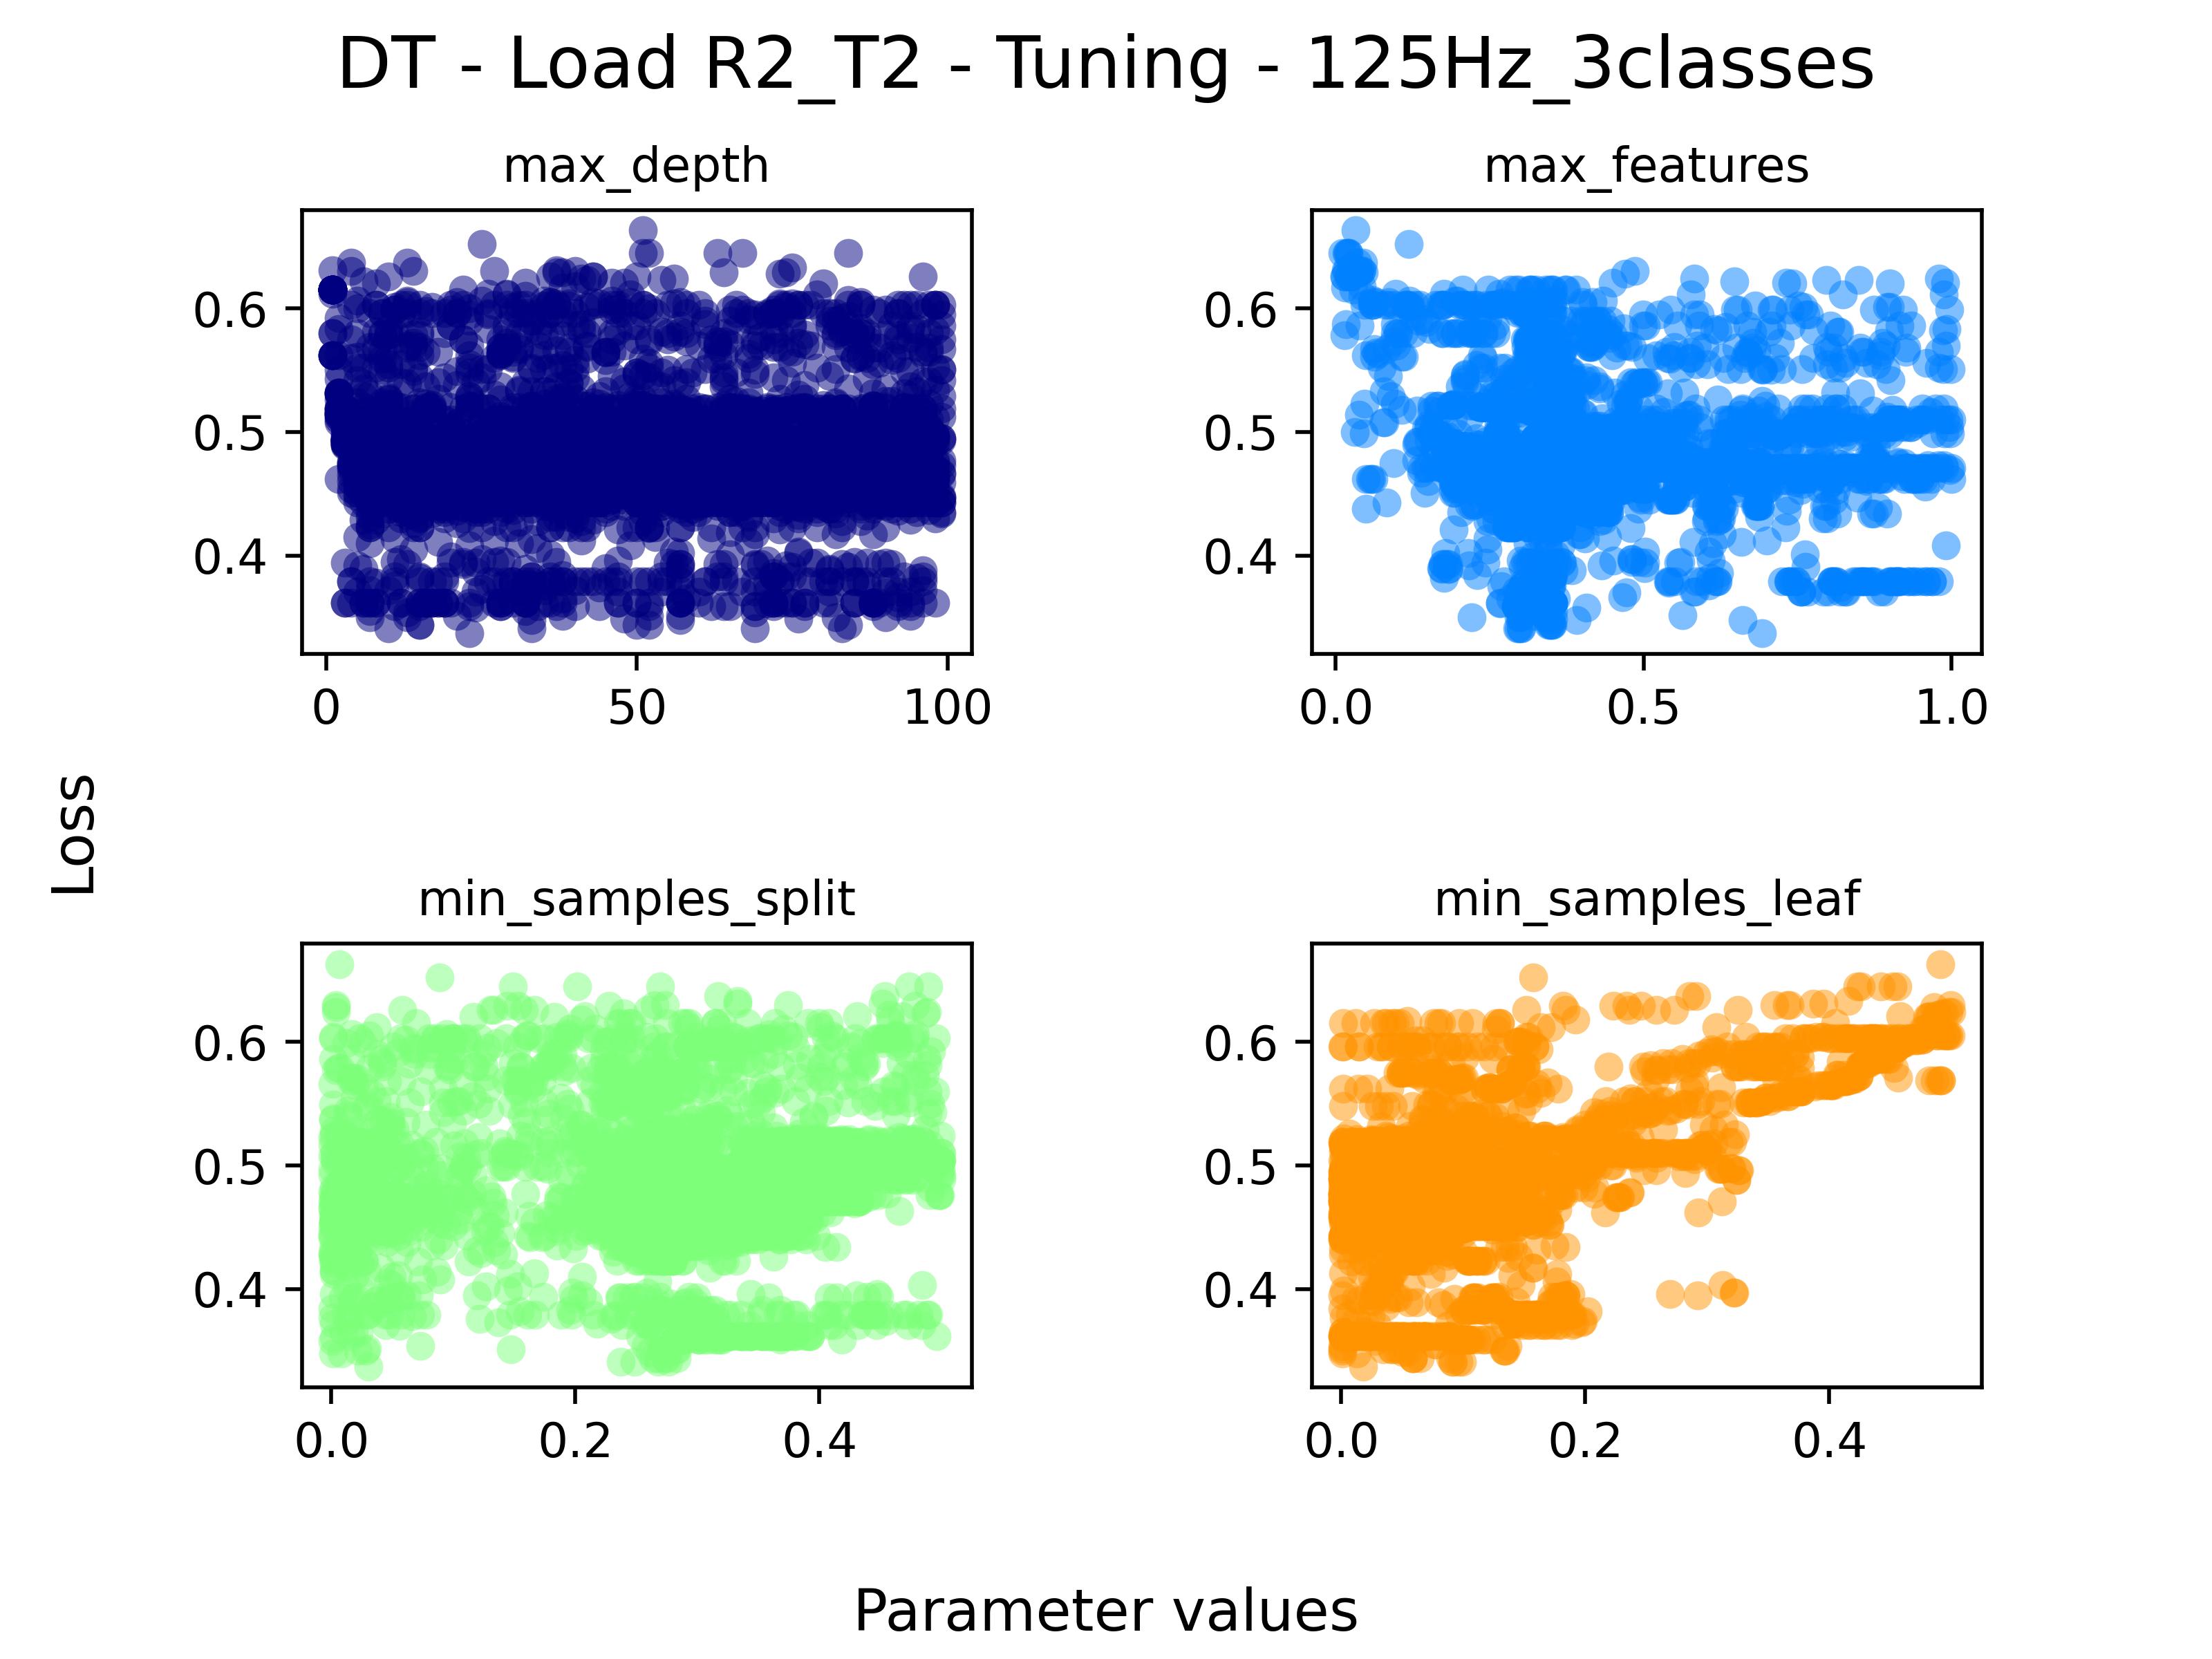 DT - Load R2_T2 - Tuning - 125Hz_3classes
max_depth
0.6
0.5
0.4
0 50 100
max_features
0.6
0.5
0.4
0.0 0.5 1.0
Loss
min_samples_split
0.6
0.5
0.4
0.0 0.2 0.4
min_samples_leaf
0.6
0.5
0.4
0.0 0.2 0.4
Parameter values